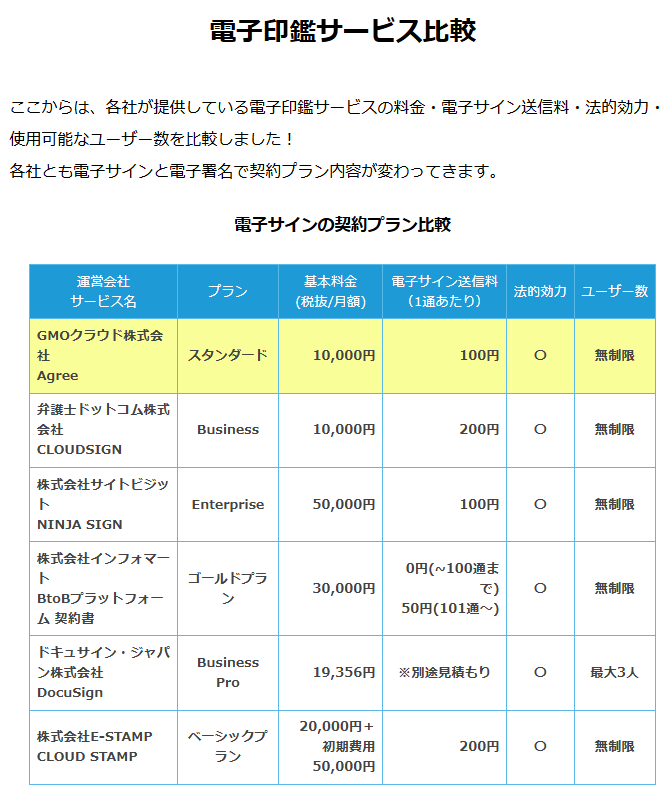 電子印鑑サービス比較
ここからは、各社が提供している電子印鑑サービスの料金・電子サイン送信料・法的効力・
使用可能なユーザー数を比較しました！
各社とも電子サインと電子署名で契約プラン内容が変わってきます。
電子サインの契約プラン比較
運営会社
サービス名
プラン
基本料金
(税抜/月額)
電子サイン送信料
（1通あたり）
法的効力
ユーザー数
GMOクラウド株式会
社
Agree
スタンダード
10,000円
100円
〇
無制限
弁護士ドットコム株式
会社
CLOUDSIGN
Business
10,000円
200円
〇
無制限
株式会社サイトビジッ
ト
NINJA SIGN
Enterprise
50,000円
100円
〇
無制限
株式会社インフォマー
ト
BtoBプラットフォー
ム 契約書
ゴールドプラ
ン
30,000円
0円(~100通ま
で)
50円(101通～)
〇
無制限
ドキュサイン・ジャパ
ン株式会社
DocuSign
Business
Pro
19,356円
※別途見積もり
〇
最大3人
株式会社E-STAMP
CLOUD STAMP
ベーシックプ
ラン
20,000円＋
初期費用
50,000円
200円
〇
無制限